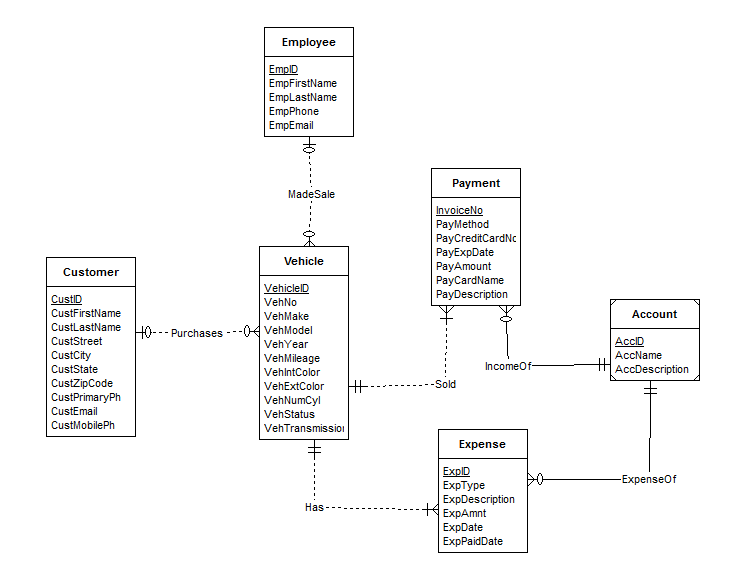 Employee
EmpID
EmpFirstName
EmpLastName
EmpPhone
EmpEmail
MadeSale
Payment
InvoiceNo
PayMethod
PayCreditCardNo
PayExpDate
PayAmount
PayCardName
PayDescription
Customer
CustID
CustFirstName
CustLastName
CustStreet
CustCity
CustState
CustZipCode
CustPrimaryPh
CustEmail
CustMobilePh
Purchases
Vehicle
VehicleID
VehNo
VehMake
VehModel
VehYear
VehMileage
VehIntColor
VehExtColor
VehNumCyl
VehStatus
VehTransmission
Account
AccID
AccName
AccDescription
IncomeOf
Sold
Expense
ExpID
ExpType
ExpDescription
ExpAmnt
ExpDate
ExpPaidDate
ExpenseOf
Has